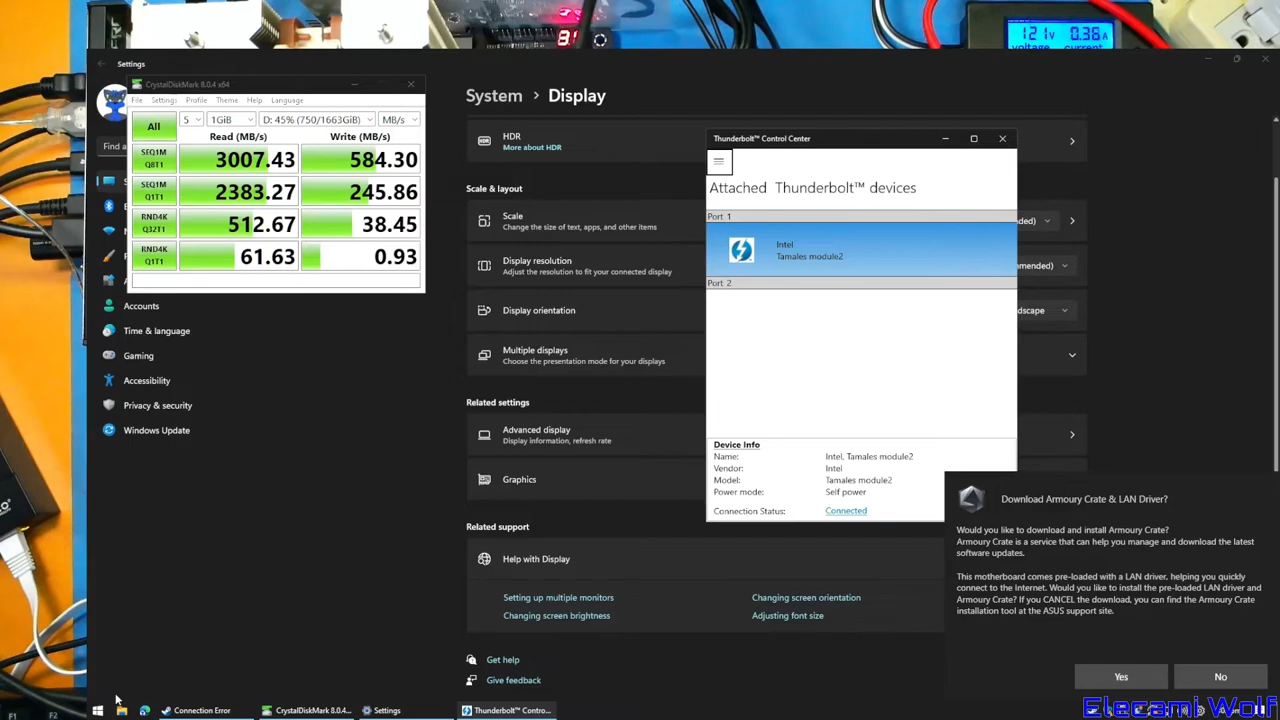 81
121V 0.38A
voltage current
Settings
CrystalDiskMark 8.0.4 x64
File Settings Profile Theme Help Language
All
5 1GiB D: 45% (750/1663GiB) MB/s
Read (MB/s) Write (MB/s)
SEQ1M
Q8T1
3007.43 584.30
SEQ1M
Q1T1
2383.27 245.86
RND4K
Q32T1
512.67 38.45
RND4K
Q1T1
61.63 0.93
Find a
Accounts
Time & language
Gaming
Accessibility
Privacy & security
Windows Update
System > Display
HDR
More about HDR
Scale & layout
Scale
Change the size of text, apps, and other items
Display resolution
Adjust the resolution to fit your connected display
Display orientation
Multiple displays
Choose the presentation mode for your displays
Related settings
Advanced display
Display information, refresh rate
Graphics
Related support
Help with Display
Setting up multiple monitors
Changing screen orientation
Changing screen brightness
Adjusting font size
Get help
Give feedback
Thunderbolt™ Control Center
Attached Thunderbolt™ devices
Port 1
Intel
Tamales module2
Port 2
Device Info
Name: Intel, Tamales module2
Vendor: Intel
Model: Tamales module2
Power mode: Self power
Connection Status: Connected
Download Armoury Crate & LAN Driver?
Would you like to download and install Armoury Crate?
Armoury Crate is a service that can help you manage and download the latest
software updates.
This motherboard comes pre-loaded with a LAN driver, helping you quickly
connect to the Internet. Would you like to install the pre-loaded LAN driver and
Armoury Crate? If you CANCEL the download, you can find the Armoury Crate
installation tool at the ASUS support site.
Yes No
Connection Error
CrystalDiskMark 8.0.4...
Settings
Thunderbolt™ Contro...
F1 F2
Elecami Wolf